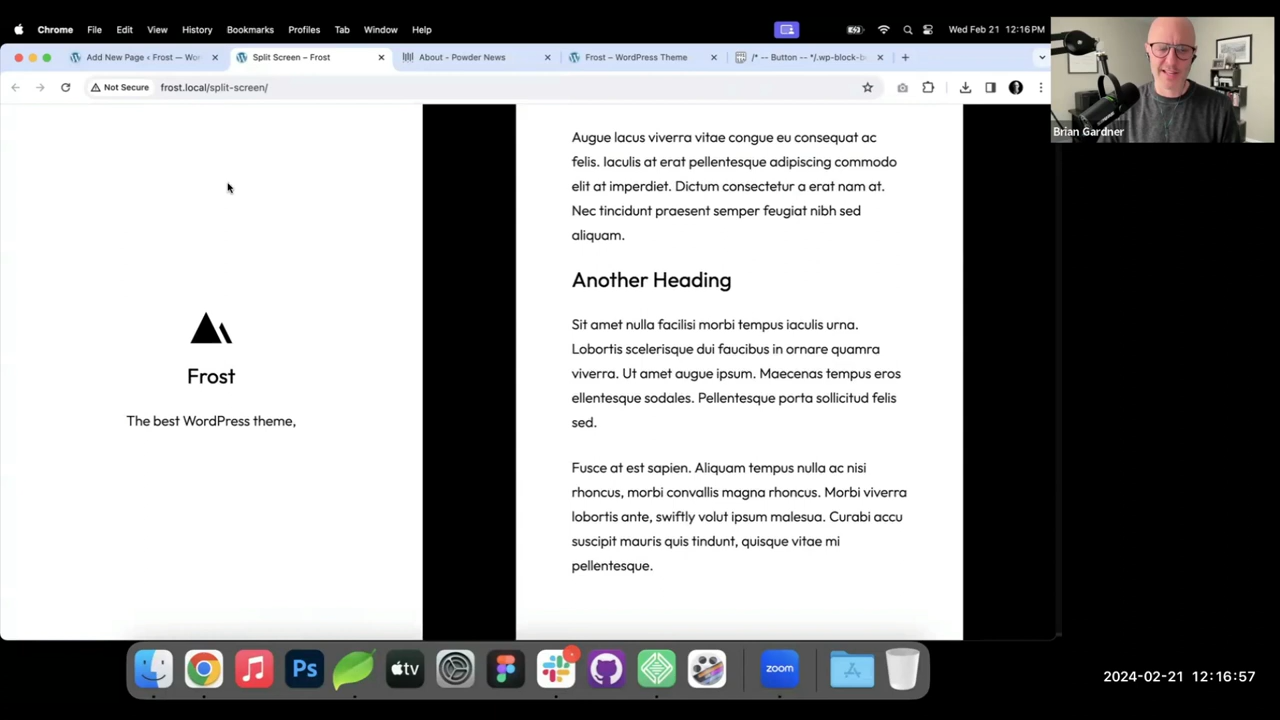 Chrome File Edit View History Bookmarks Profiles Tab Window Help Wed Feb 21 12:16 PM
Add New Page ‹ Frost — Wor Split Screen – Frost About - Powder News Frost – WordPress Theme /* -- Button -- */.wp-block-b
Not Secure frost.local/split-screen/
Brian Gardner
Frost
The best WordPress theme,
Augue lacus viverra vitae congue eu consequat ac
felis. Iaculis at erat pellentesque adipiscing commodo
elit at imperdiet. Dictum consectetur a erat nam at.
Nec tincidunt praesent semper feugiat nibh sed
aliquam.
Another Heading
Sit amet nulla facilisi morbi tempus iaculis urna.
Lobortis scelerisque dui faucibus in ornare quamra
viverra. Ut amet augue ipsum. Maecenas tempus eros
ellentesque sodales. Pellentesque porta sollicitud felis
sed.
Fusce at est sapien. Aliquam tempus nulla ac nisi
rhoncus, morbi convallis magna rhoncus. Morbi viverra
lobortis ante, swiftly volut ipsum malesua. Curabi accu
suscipit mauris quis tindunt, quisque vitae mi
pellentesque.
Ps tv zoom
2024-02-21 12:16:57